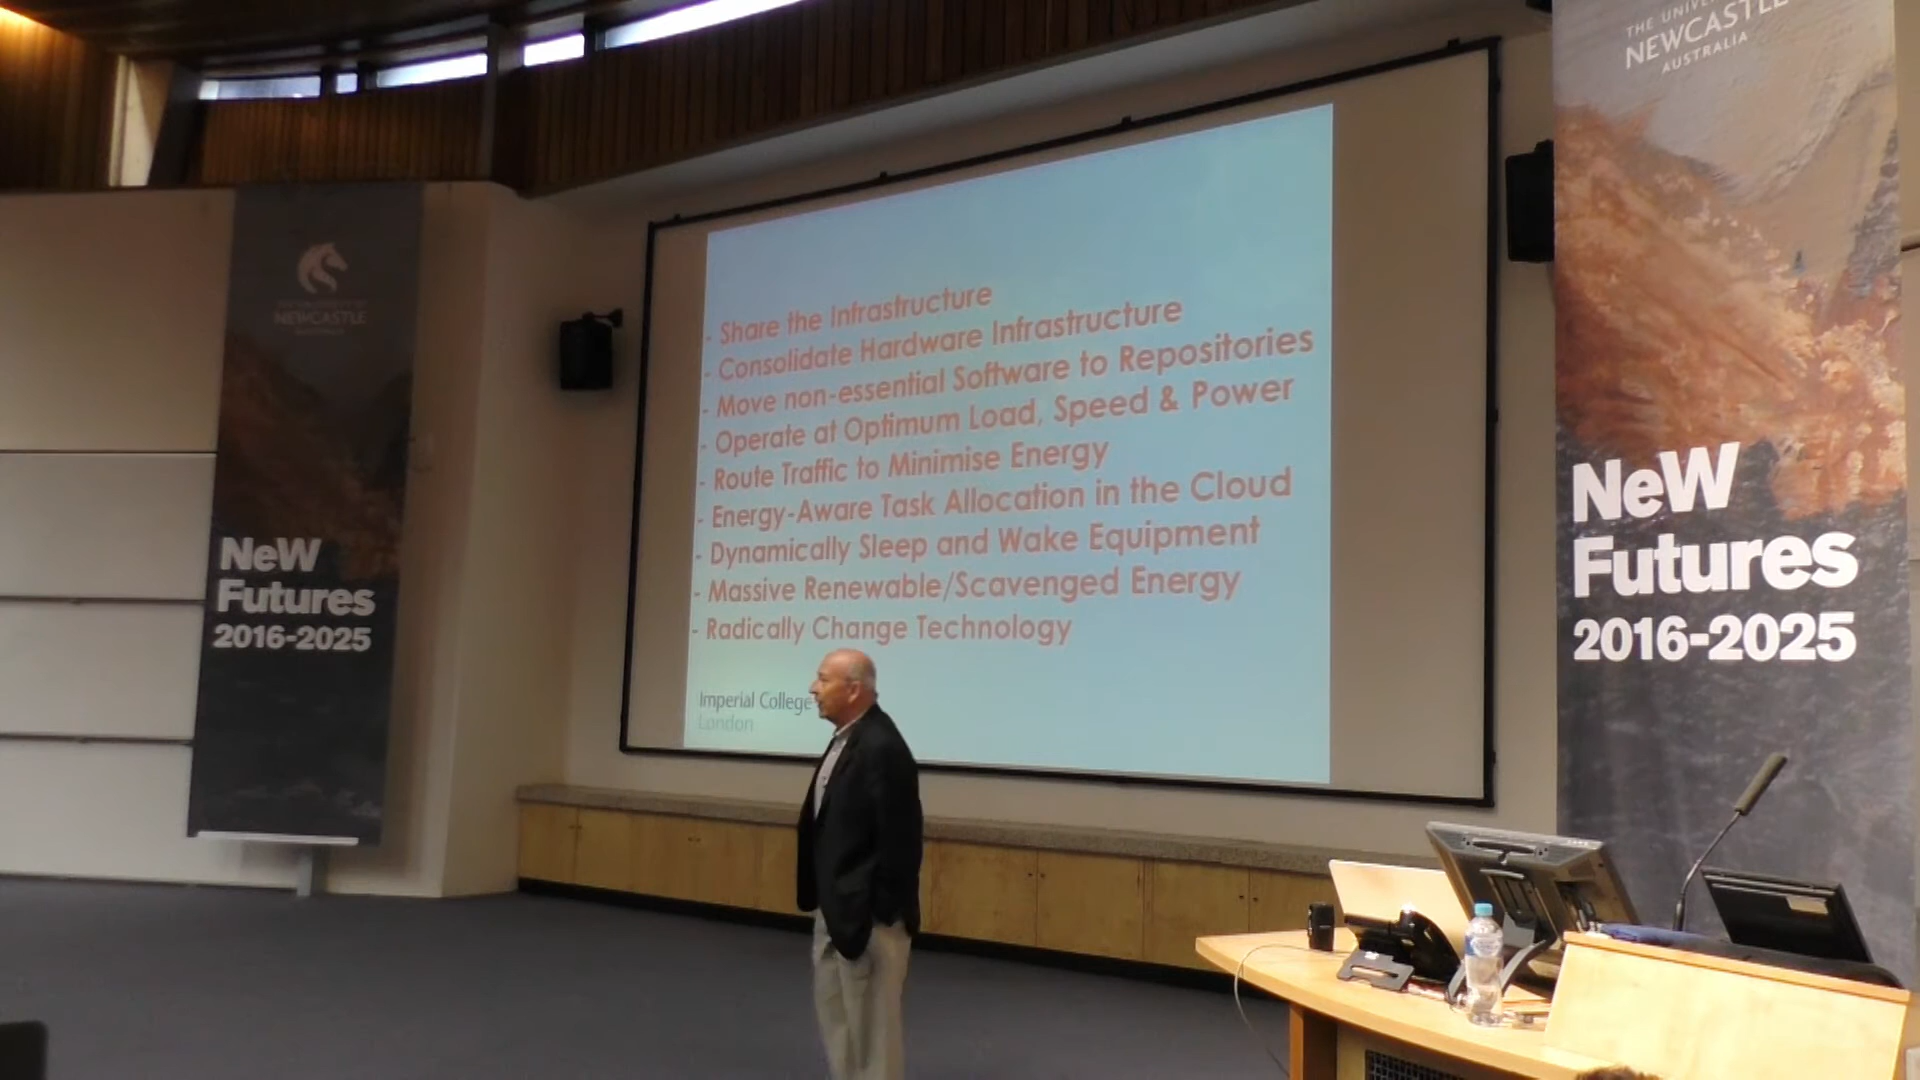 - Share the Infrastructure
- Consolidate Hardware Infrastructure
- Move non-essential Software to Repositories
- Operate at Optimum Load, Speed & Power
- Route Traffic to Minimise Energy
- Energy-Aware Task Allocation in the Cloud
- Dynamically Sleep and Wake Equipment
- Massive Renewable/Scavenged Energy
- Radically Change Technology
Imperial College
London
NEWCASTLE
NeW
Futures
2016-2025
THE
NEWCASTLE
AUSTRALIA
NeW
Futures
2016-2025